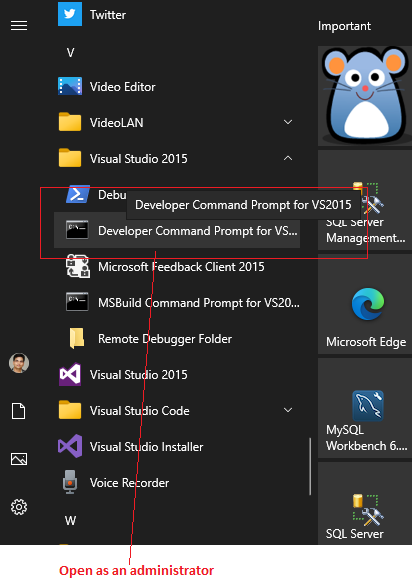 Twitter
V
Video Editor
VideoLAN
Visual Studio 2015
Debu
Developer Command Prompt for VS2015
Developer Command Prompt for VS...
Microsoft Feedback Client 2015
MSBuild Command Prompt for VS20...
Remote Debugger Folder
Visual Studio 2015
Visual Studio Code
Visual Studio Installer
Voice Recorder
W
Important
SQL Server
Management...
Microsoft Edge
MySQL
Workbench 6....
SQL Server
Open as an administrator